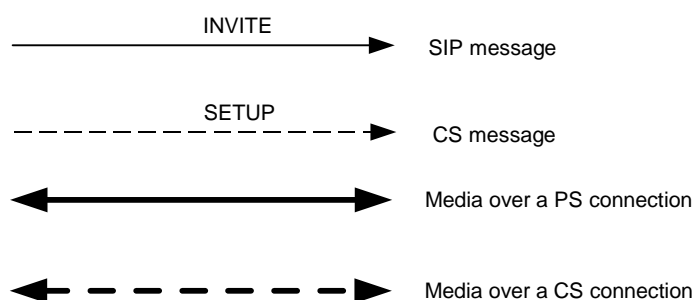 INVITE
SIP message
SETUP
CS message
Media over a PS connection
Media over a CS connection